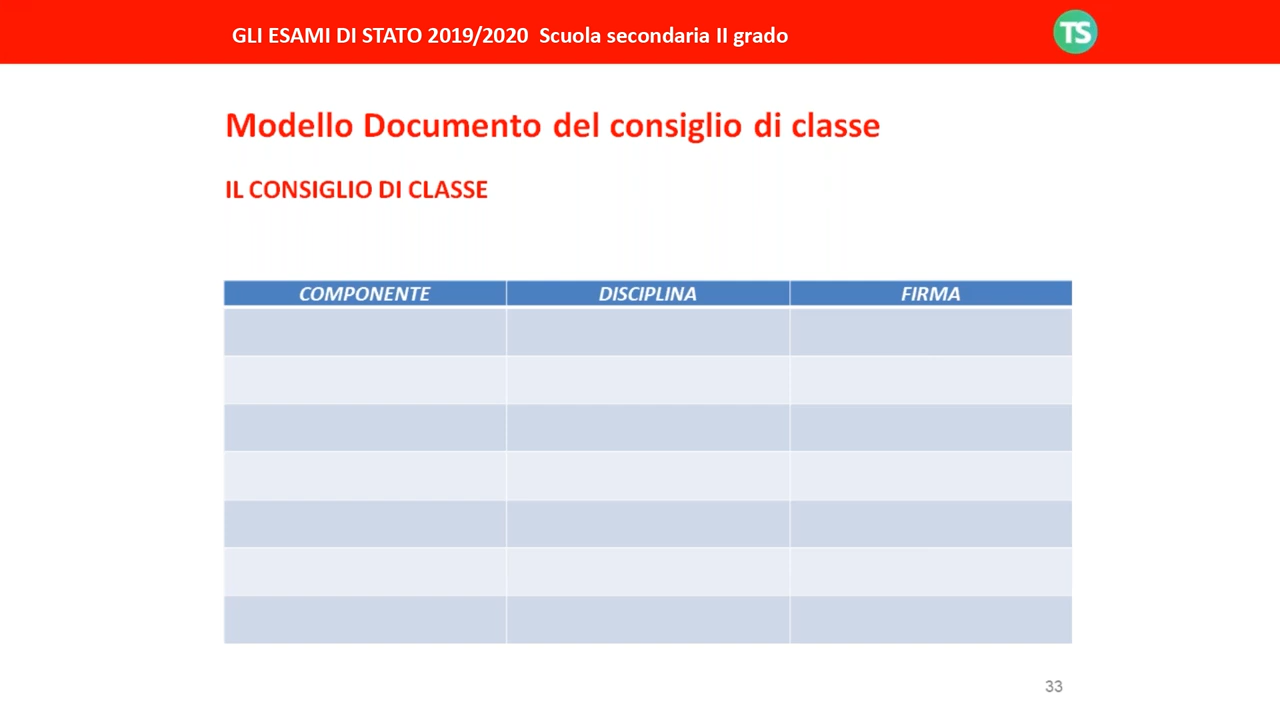 GLI ESAMI DI STATO 2019/2020 Scuola secondaria II grado
TS
Modello Documento del consiglio di classe
IL CONSIGLIO DI CLASSE
COMPONENTE DISCIPLINA FIRMA
33